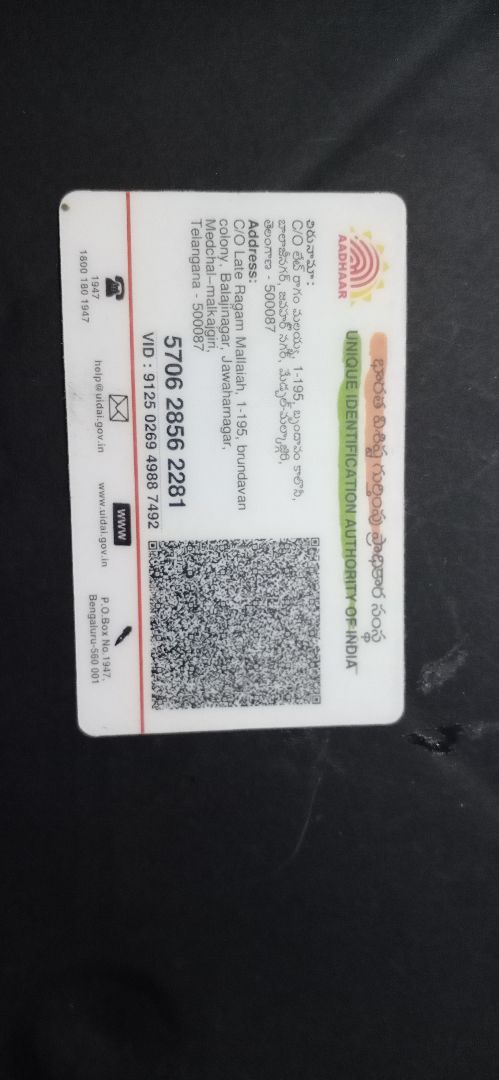 భారత విశిష్ట గుర్తింపు ప్రాధికార సంస్థ
UNIQUE IDENTIFICATION AUTHORITY OF INDIA
AADHAAR
చిరునామా:
C/O లేట్ రాగం మల్లయ్య, 1-195, బృందావనం కాలొనీ,
బాలాజీనగర్, జవహర్ నగర్, మేడ్చల్ మల్కాజ్గిరి,
తెలంగాణ - 500087
Address:
C/O Late Ragam Mallaiah, 1-195, brundavan
colony, Balajinagar, Jawaharnagar,
Medchal-malkajgiri,
Telangana - 500087,
5706 2856 2281
VID : 9125 0269 4988 7492
1947
1800 180 1947
help@uidai.gov.in
WWW
www.uidai.gov.in
P.O.Box No.1947,
Bengaluru-560 001